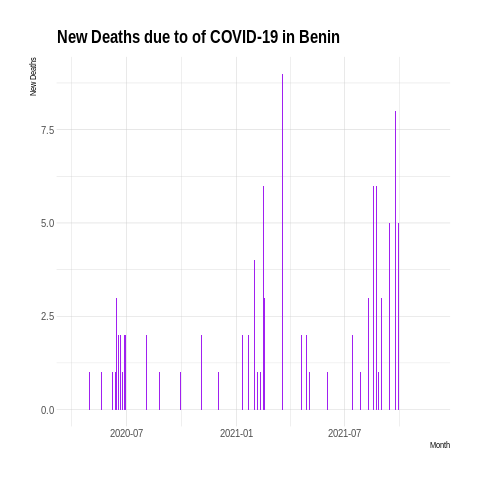 New Deaths due to of COVID-19 in Benin
New Deaths
7.5
5.0
2.5
0.0
2020-07 2021-01 2021-07
Month